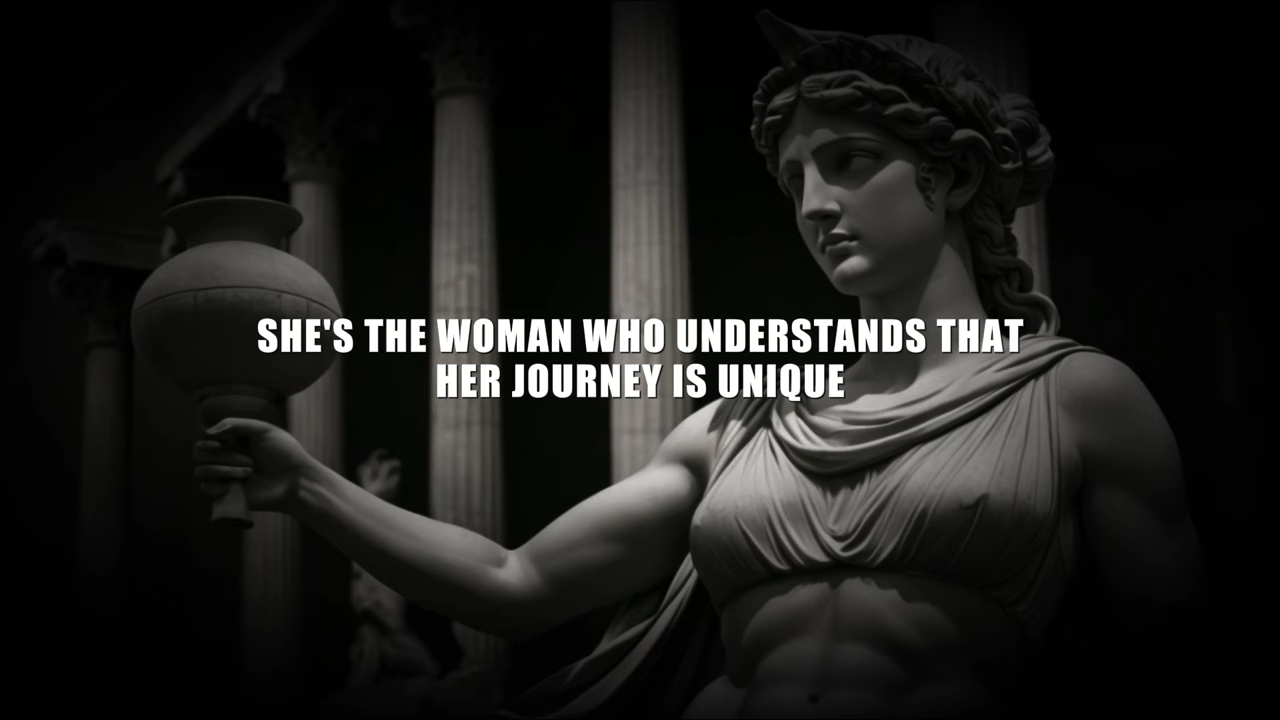 SHE'S THE WOMAN WHO UNDERSTANDS THAT
HER JOURNEY IS UNIQUE